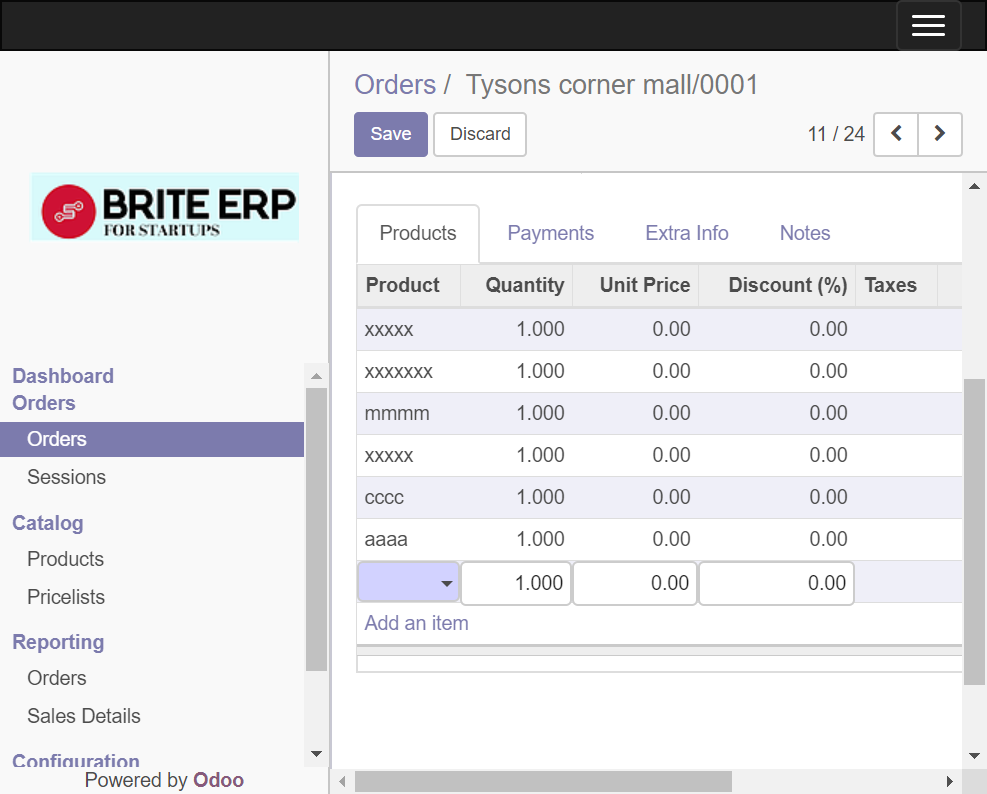 Orders / Tysons corner mall/0001
Save Discard 11 / 24
BRITE ERP
FOR STARTUPS
Dashboard
Orders
Orders
Sessions
Catalog
Products
Pricelists
Reporting
Orders
Sales Details
Configuration
Powered by Odoo
Products Payments Extra Info Notes
Product Quantity Unit Price Discount (%) Taxes
xxxxx 1.000 0.00 0.00
xxxxxxx 1.000 0.00 0.00
mmmm 1.000 0.00 0.00
xxxxx 1.000 0.00 0.00
cccc 1.000 0.00 0.00
aaaa 1.000 0.00 0.00
1.000 0.00 0.00
Add an item